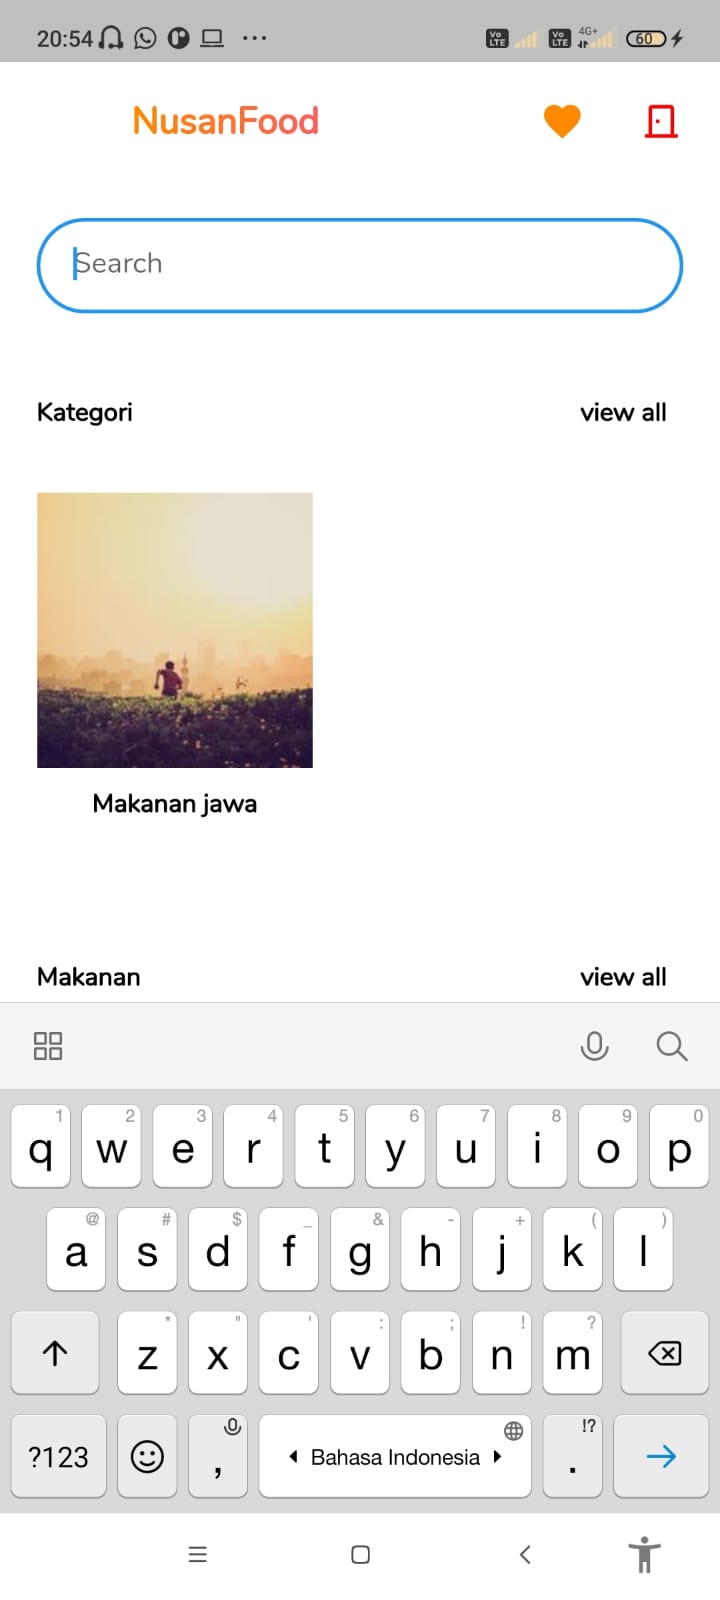 20:54 ... Vo LTE Vo LTE 4G+ 60
NusanFood
Search
Kategori view all
Makanan jawa
Makanan view all
1 2 3 4 5 6 7 8 9 0
q w e r t y u i o p
@ # $ _ & - + ( )
a s d f g h j k l
* " ' : ; ! ?
z x c v b n m
!?
?123 , Bahasa Indonesia .